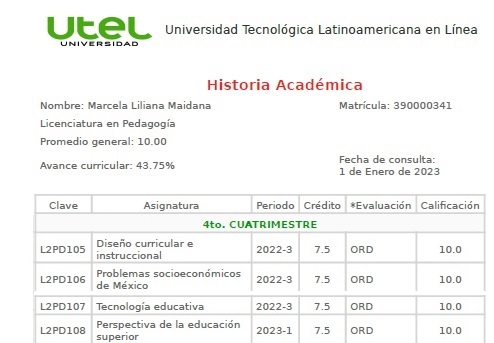 utel
UNIVERSIDAD
Universidad Tecnológica Latinoamericana en Línea
Historia Académica
Nombre: Marcela Liliana Maidana Matrícula: 390000341
Licenciatura en Pedagogía
Promedio general: 10.00
Avance curricular: 43.75% Fecha de consulta:
1 de Enero de 2023
Clave Asignatura Periodo Crédito *Evaluación Calificación
4to. CUATRIMESTRE
L2PD105 Diseño curricular e
instruccional 2022-3 7.5 ORD 10.0
L2PD106 Problemas socioeconómicos
de México 2022-3 7.5 ORD 10.0
L2PD107 Tecnología educativa 2022-3 7.5 ORD 10.0
L2PD108 Perspectiva de la educación
superior 2023-1 7.5 ORD 10.0